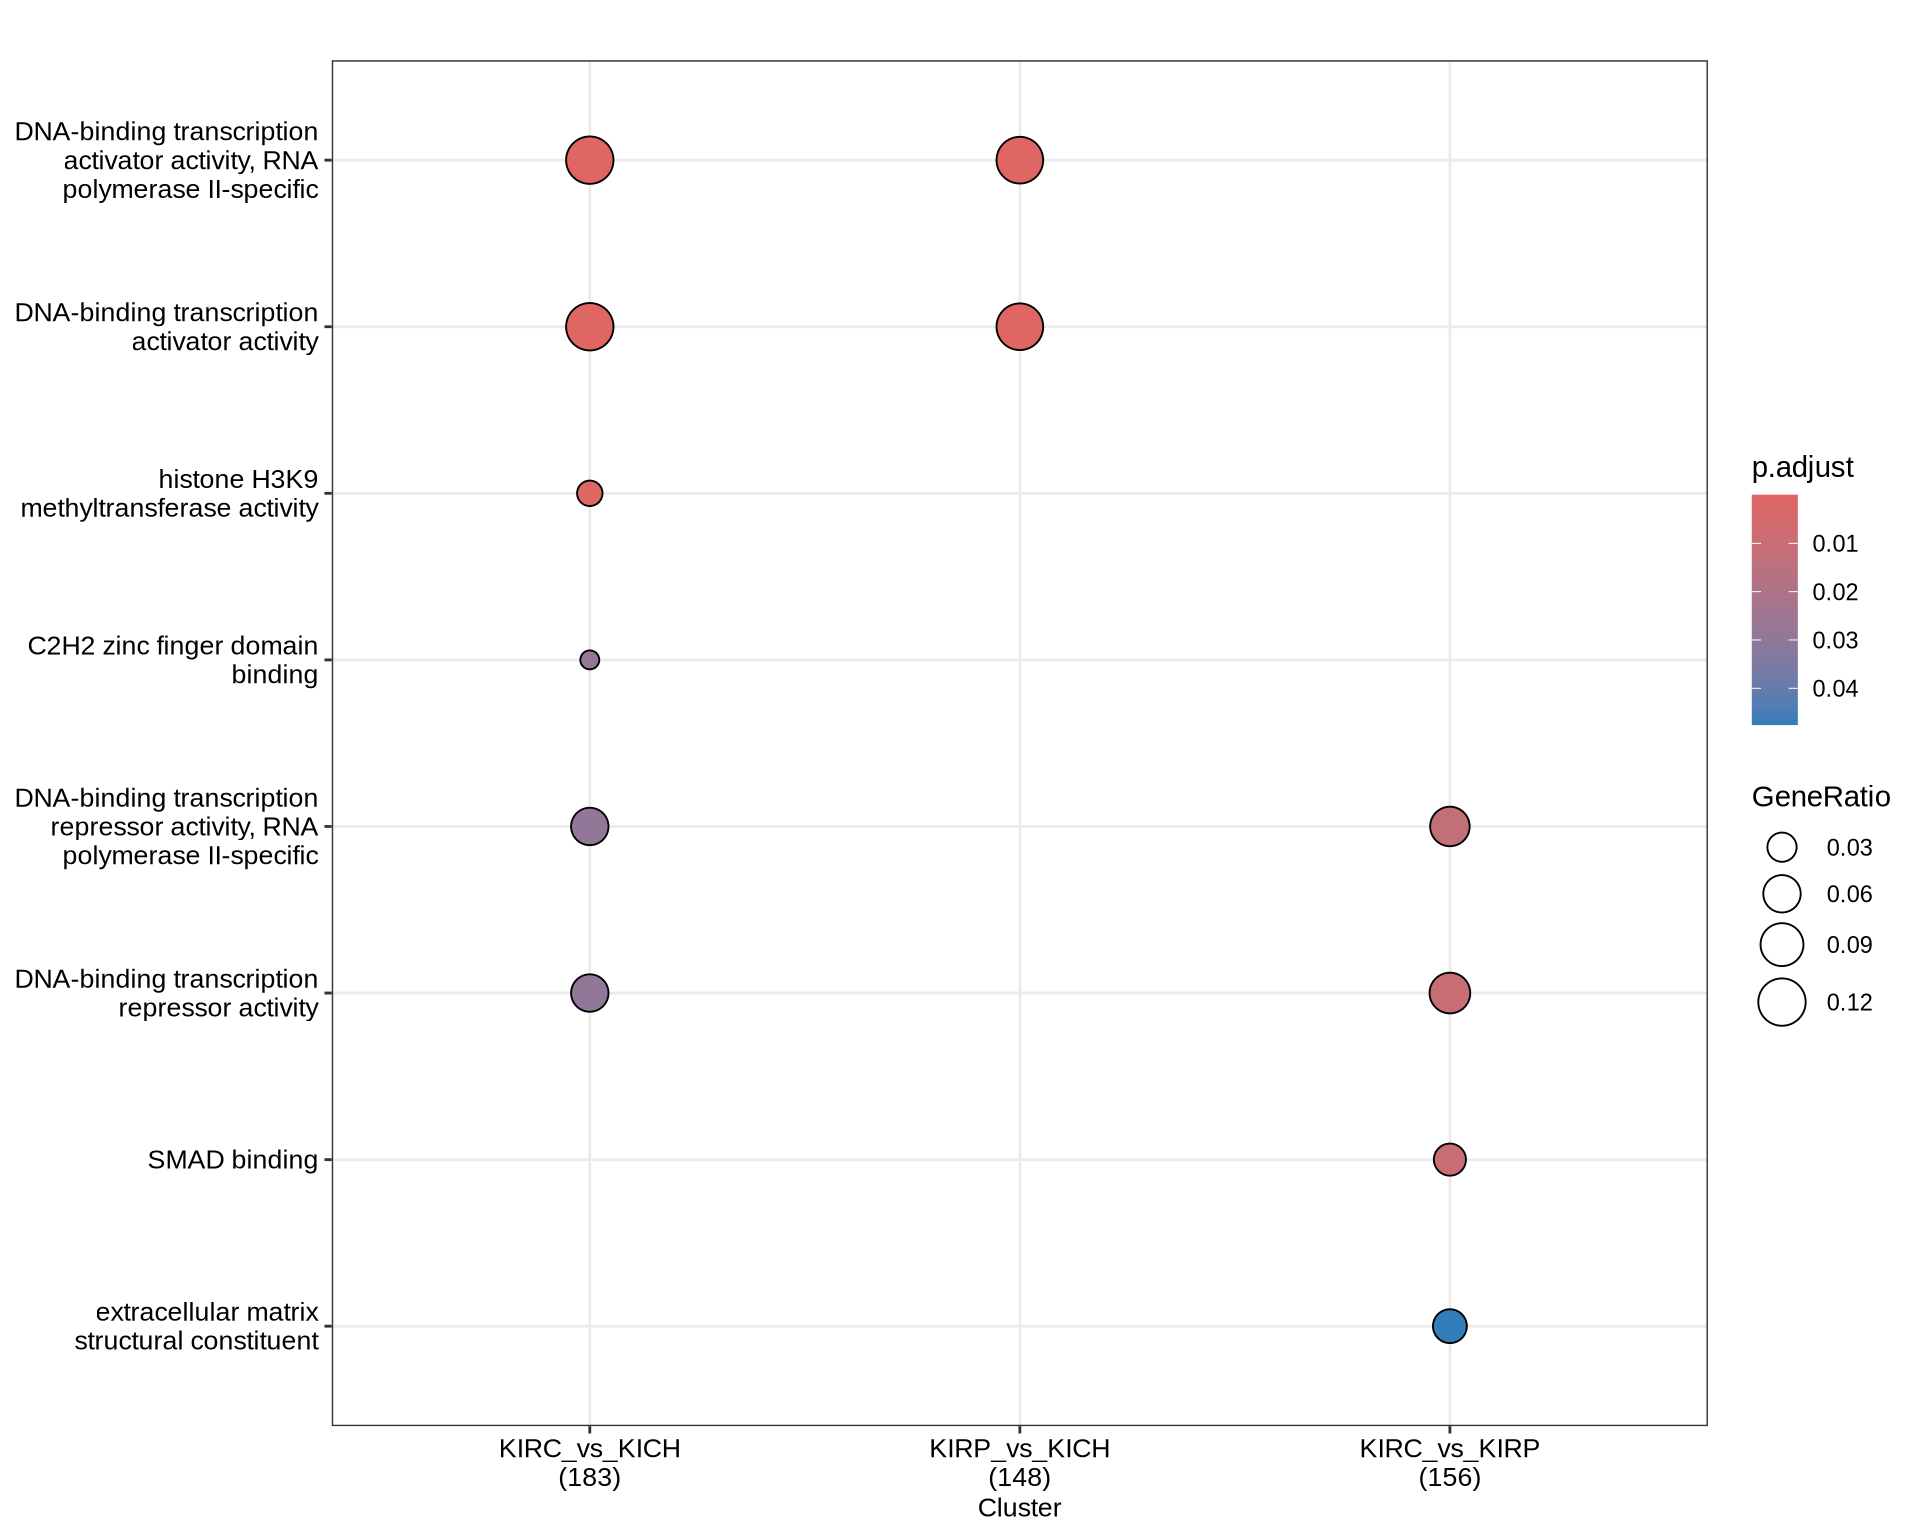 DNA-binding transcription
activator activity, RNA
polymerase II-specific
DNA-binding transcription
activator activity
histone H3K9
methyltransferase activity
C2H2 zinc finger domain
binding
DNA-binding transcription
repressor activity, RNA
polymerase II-specific
DNA-binding transcription
repressor activity
SMAD binding
extracellular matrix
structural constituent
KIRC_vs_KICH
(183)
KIRP_vs_KICH
(148)
KIRC_vs_KIRP
(156)
Cluster
p.adjust
0.01
0.02
0.03
0.04
GeneRatio
0.03
0.06
0.09
0.12